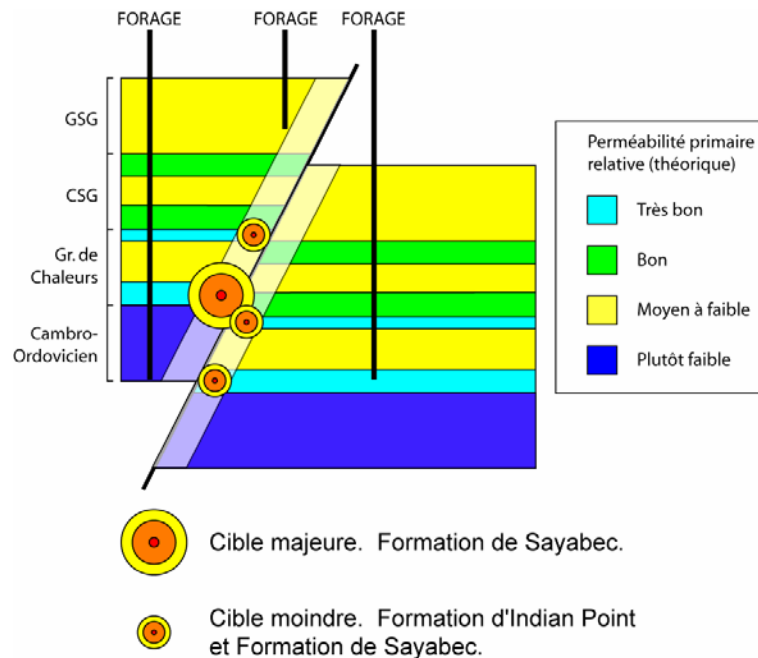 FORAGE
FORAGE
FORAGE
GSG
CSG
Gr. de
Chaleurs
Cambro-
Ordovicien
Perméabilité primaire
relative (théorique)
Très bon
Bon
Moyen à faible
Plutôt faible
Cible majeure. Formation de Sayabec.
Cible moindre. Formation d'Indian Point
et Formation de Sayabec.